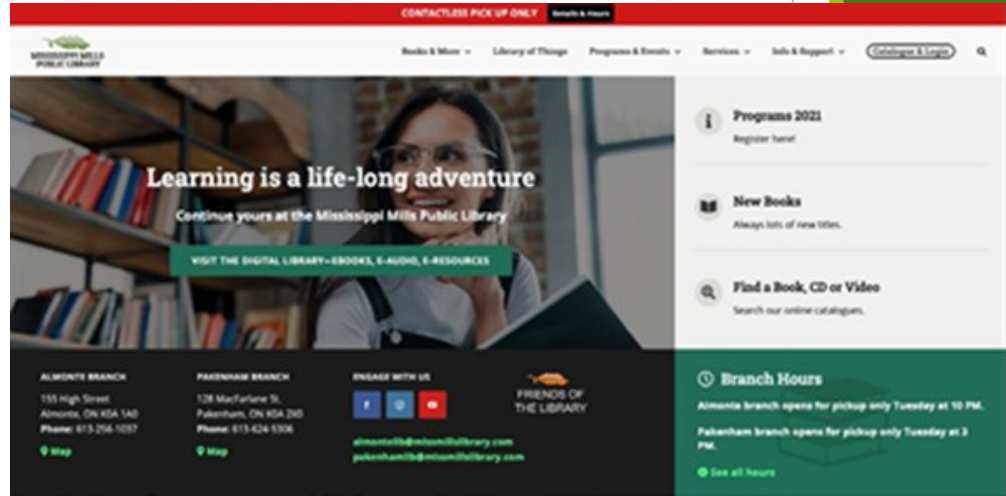 CONTACTLESS PICK UP ONLY Details & Hours
MISSISSIPPI MILLS
PUBLIC LIBRARY
Books & More Library of Things Programs & Events Services Info & Support Catalogue & Login
Learning is a life-long adventure
Continue yours at the Mississippi Mills Public Library
VISIT THE DIGITAL LIBRARY—EBOOKS, E-AUDIO, E-RESOURCES
Programs 2021
Register here!
New Books
Always lots of new titles.
Find a Book, CD or Video
Search our online catalogues.
ALMONTE BRANCH
155 High Street
Almonte, ON K0A 1A0
Phone: 613-256-1037
Map
PAKENHAM BRANCH
128 MacFarlane St.
Pakenham, ON K0A 2X0
Phone: 613-624-5306
Map
ENGAGE WITH US
almontelib@missmillslibrary.com
pakenhamlib@missmillslibrary.com
FRIENDS OF
THE LIBRARY
Branch Hours
Almonte branch opens for pickup only Tuesday at 10 PM.
Pakenham branch opens for pickup only Tuesday at 3
PM.
See all hours